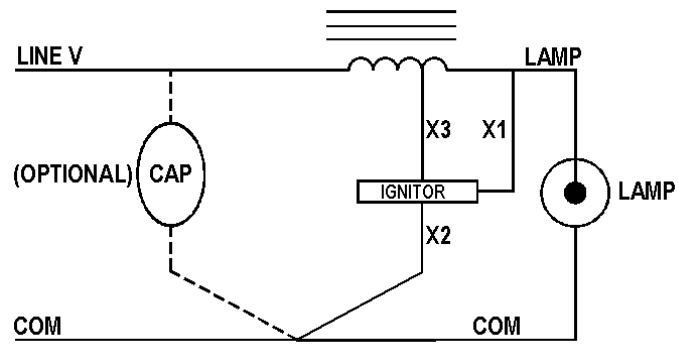 LINE V
LAMP
X3
X1
(OPTIONAL)
CAP
IGNITOR
LAMP
X2
COM
COM